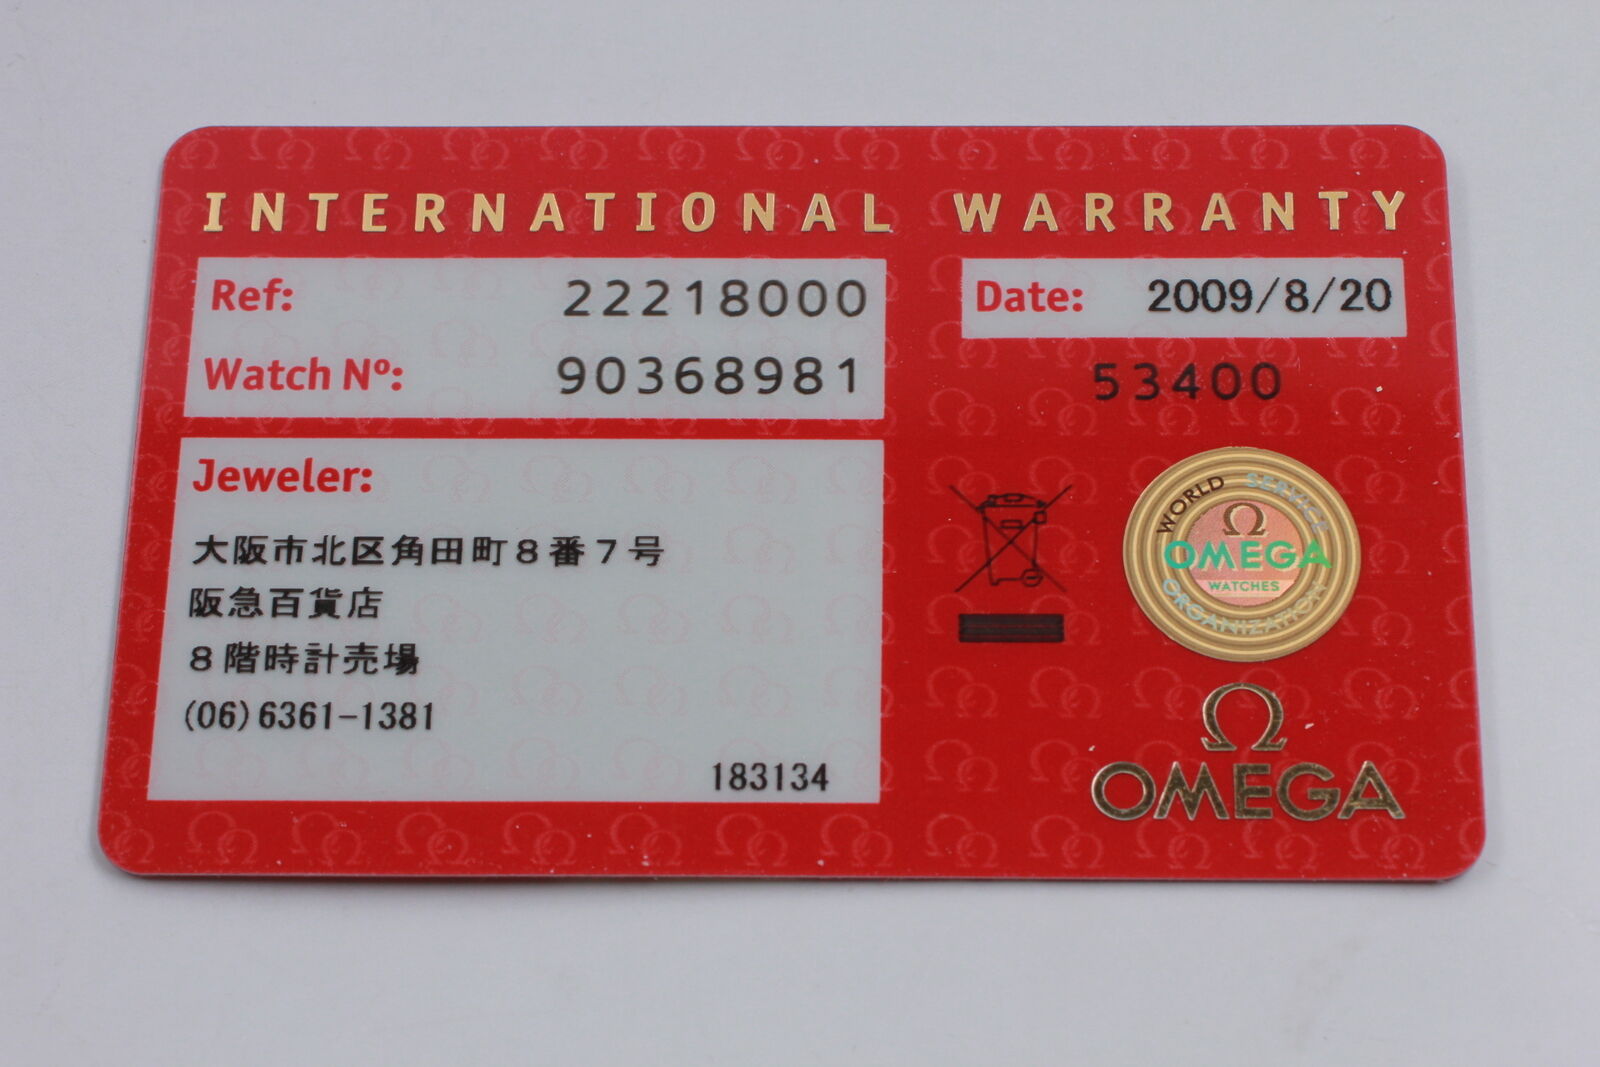 INTERNATIONAL WARRANTY
Ref: 22218000
Watch Nº: 90368981
Date: 2009/8/20
53400
Jeweler:
大阪市北区角田町８番７号
阪急百貨店
８階時計売場
(06)6361-1381
183134
WORLD SERVICE
Ω
OMEGA
WATCHES
ORGANIZATION
Ω
OMEGA